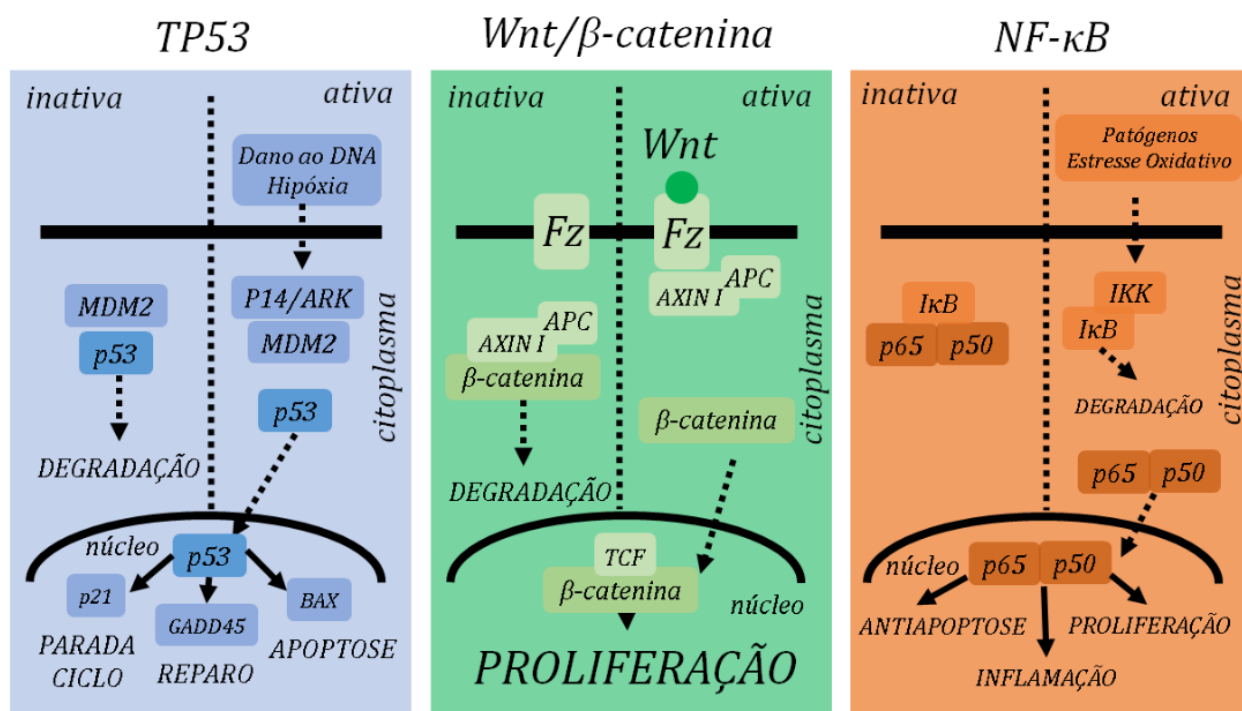 TP53
inativa
ativa
Dano ao DNA
Hipóxia
MDM2
p53
DEGRADAÇÃO
P14/ARK
MDM2
p53
citoplasma
núcleo
p53
p21
GADD45
BAX
PARADA
CICLO
REPARO
APOPTOSE
Wnt/β-catenina
inativa
ativa
Wnt
Fz
Fz
APC
AXIN I
β-catenina
DEGRADAÇÃO
APC
AXIN I
β-catenina
citoplasma
TCF
β-catenina
núcleo
PROLIFERAÇÃO
NF-κB
inativa
ativa
Patógenos
Estresse Oxidativo
IκB
p65
p50
IKK
IκB
DEGRADAÇÃO
p65
p50
citoplasma
núcleo
p65
p50
ANTIAPOPTOSE
PROLIFERAÇÃO
INFLAMAÇÃO